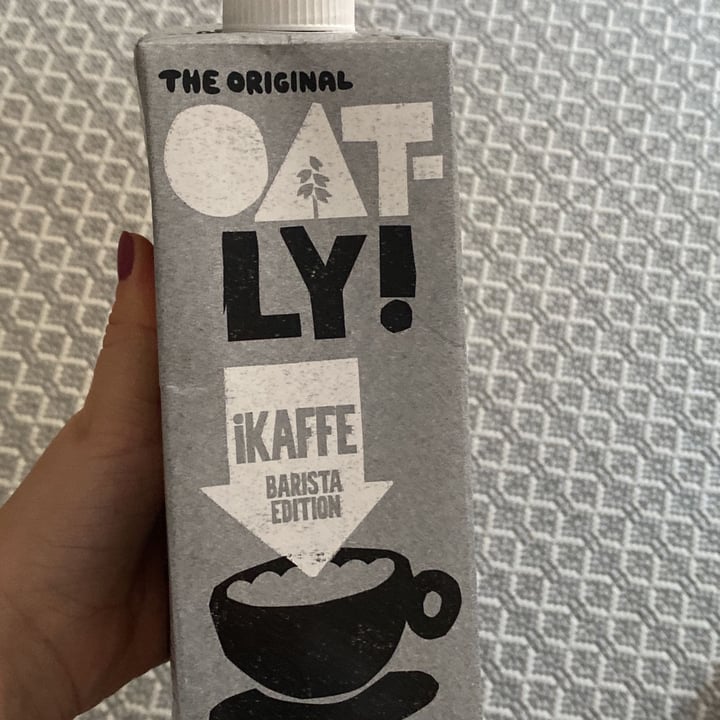 THE ORIGINAL
OAT-
LY!
iKAFFE
BARISTA
EDITION